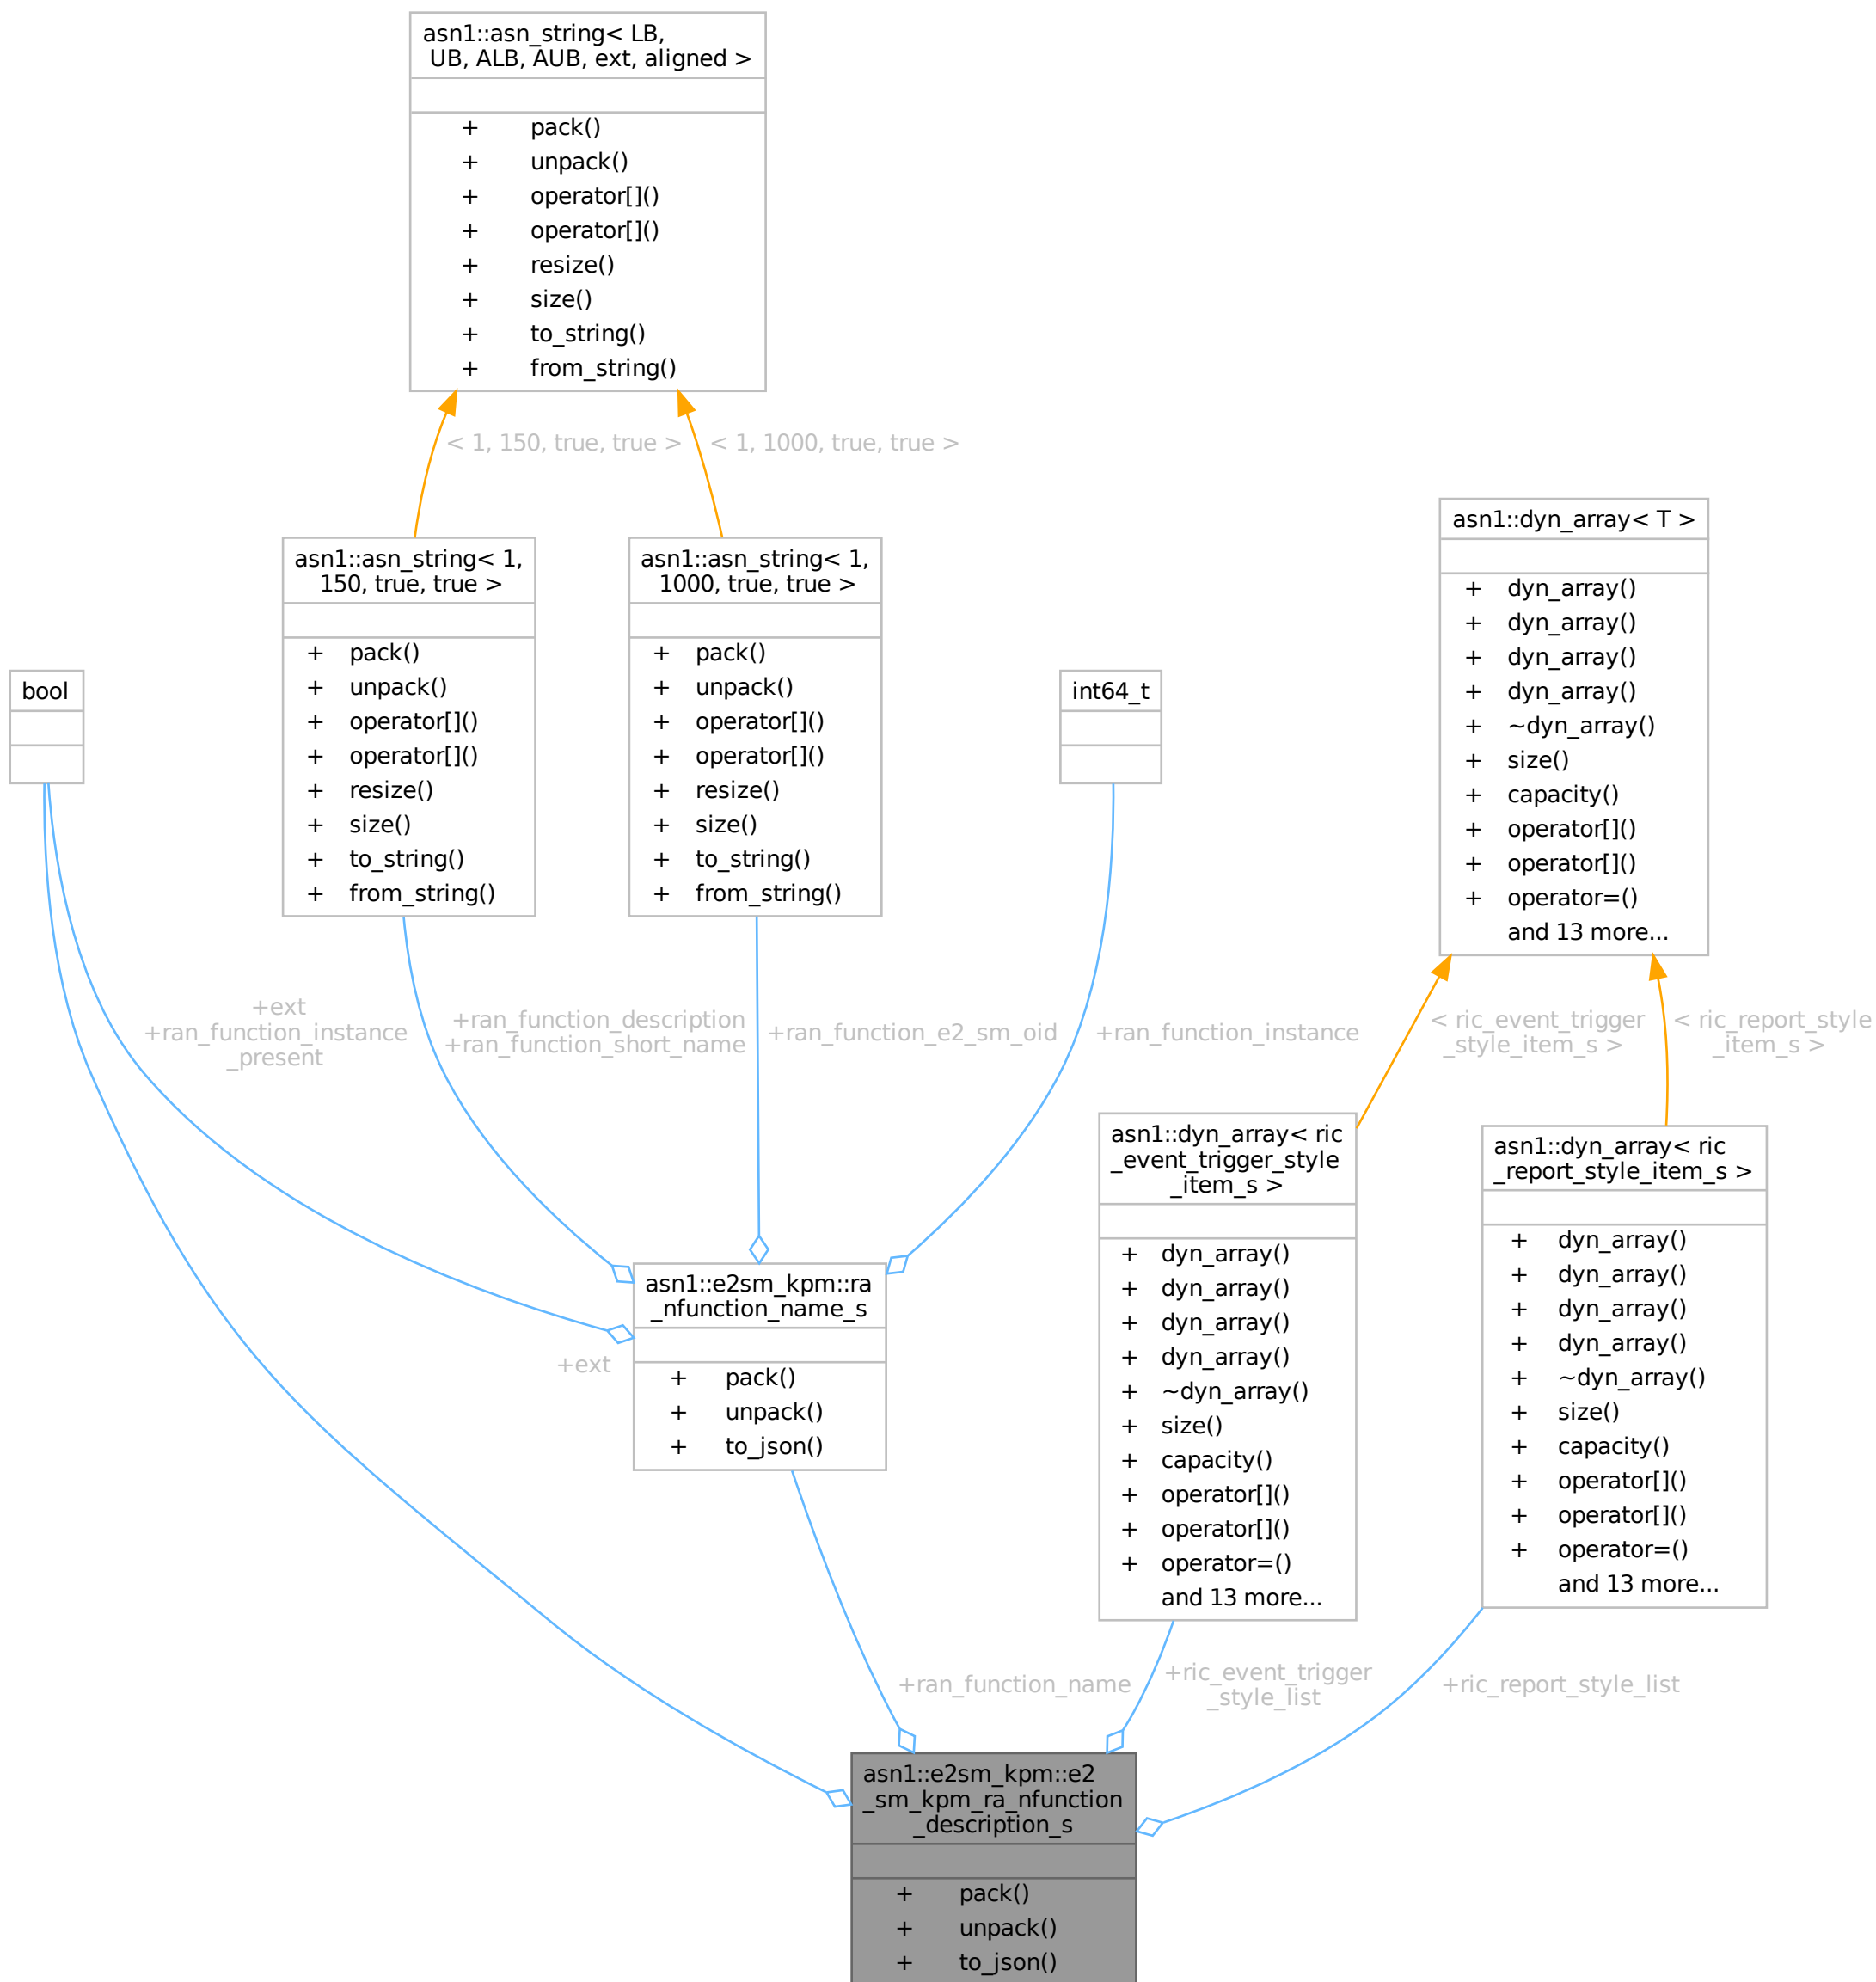 asn1::asn_string< LB,
UB, ALB, AUB, ext, aligned >
+ pack()
+ unpack()
+ operator[]()
+ operator[]()
+ resize()
+ size()
+ to_string()
+ from_string()
< 1, 150, true, true >
< 1, 1000, true, true >
asn1::asn_string< 1,
150, true, true >
+ pack()
+ unpack()
+ operator[]()
+ operator[]()
+ resize()
+ size()
+ to_string()
+ from_string()
asn1::asn_string< 1,
1000, true, true >
+ pack()
+ unpack()
+ operator[]()
+ operator[]()
+ resize()
+ size()
+ to_string()
+ from_string()
asn1::dyn_array< T >
+ dyn_array()
+ dyn_array()
+ dyn_array()
+ dyn_array()
+ ~dyn_array()
+ size()
+ capacity()
+ operator[]()
+ operator[]()
+ operator=()
and 13 more...
bool
int64_t
+ext
+ran_function_instance
_present
+ran_function_description
+ran_function_short_name
+ran_function_e2_sm_oid
+ran_function_instance
< ric_event_trigger
_style_item_s >
< ric_report_style
_item_s >
asn1::e2sm_kpm::ra
_nfunction_name_s
+ pack()
+ unpack()
+ to_json()
+ext
asn1::dyn_array< ric
_event_trigger_style
_item_s >
+ dyn_array()
+ dyn_array()
+ dyn_array()
+ dyn_array()
+ ~dyn_array()
+ size()
+ capacity()
+ operator[]()
+ operator[]()
+ operator=()
and 13 more...
asn1::dyn_array< ric
_report_style_item_s >
+ dyn_array()
+ dyn_array()
+ dyn_array()
+ dyn_array()
+ ~dyn_array()
+ size()
+ capacity()
+ operator[]()
+ operator[]()
+ operator=()
and 13 more...
+ran_function_name
+ric_event_trigger
_style_list
+ric_report_style_list
asn1::e2sm_kpm::e2
_sm_kpm_ra_nfunction
_description_s
+ pack()
+ unpack()
+ to_json()